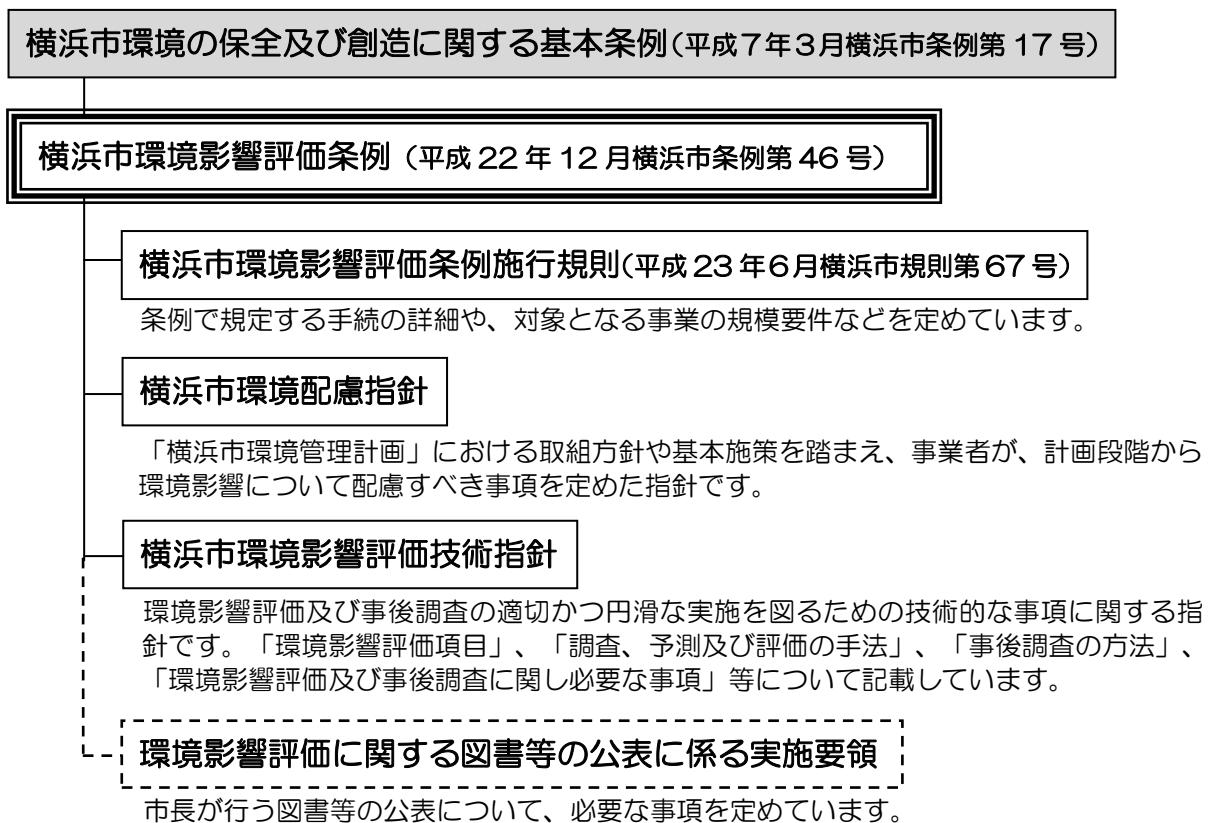 横浜市環境の保全及び創造に関する基本条例(平成7年3月横浜市条例第 17 号)
横浜市環境影響評価条例（平成 22 年 12 月横浜市条例第 46 号）
横浜市環境影響評価条例施行規則(平成 23 年6月横浜市規則第 67 号)
条例で規定する手続の詳細や、対象となる事業の規模要件などを定めています。
横浜市環境配慮指針
「横浜市環境管理計画」における取組方針や基本施策を踏まえ、事業者が、計画段階から
環境影響について配慮すべき事項を定めた指針です。
横浜市環境影響評価技術指針
環境影響評価及び事後調査の適切かつ円滑な実施を図るための技術的な事項に関する指
針です。「環境影響評価項目」、「調査、予測及び評価の手法」、「事後調査の方法」、
「環境影響評価及び事後調査に関し必要な事項」等について記載しています。
環境影響評価に関する図書等の公表に係る実施要領
市長が行う図書等の公表について、必要な事項を定めています。